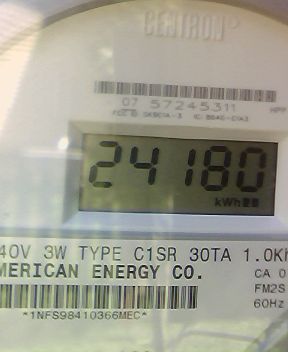 CENTRON®
07 57245311
24180
kWh
40V 3W TYPE C1SR 30TA 1.0Kh
MERICAN ENERGY CO.
CA 0
FM2S
60Hz
*1NFS98410366MEC*